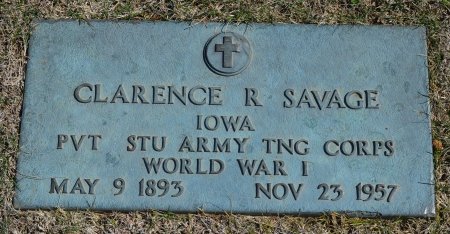 CLARENCE R SAVAGE
IOWA
PVT STU ARMY TNG CORPS
WORLD WAR I
MAY 9 1893 NOV 23 1957